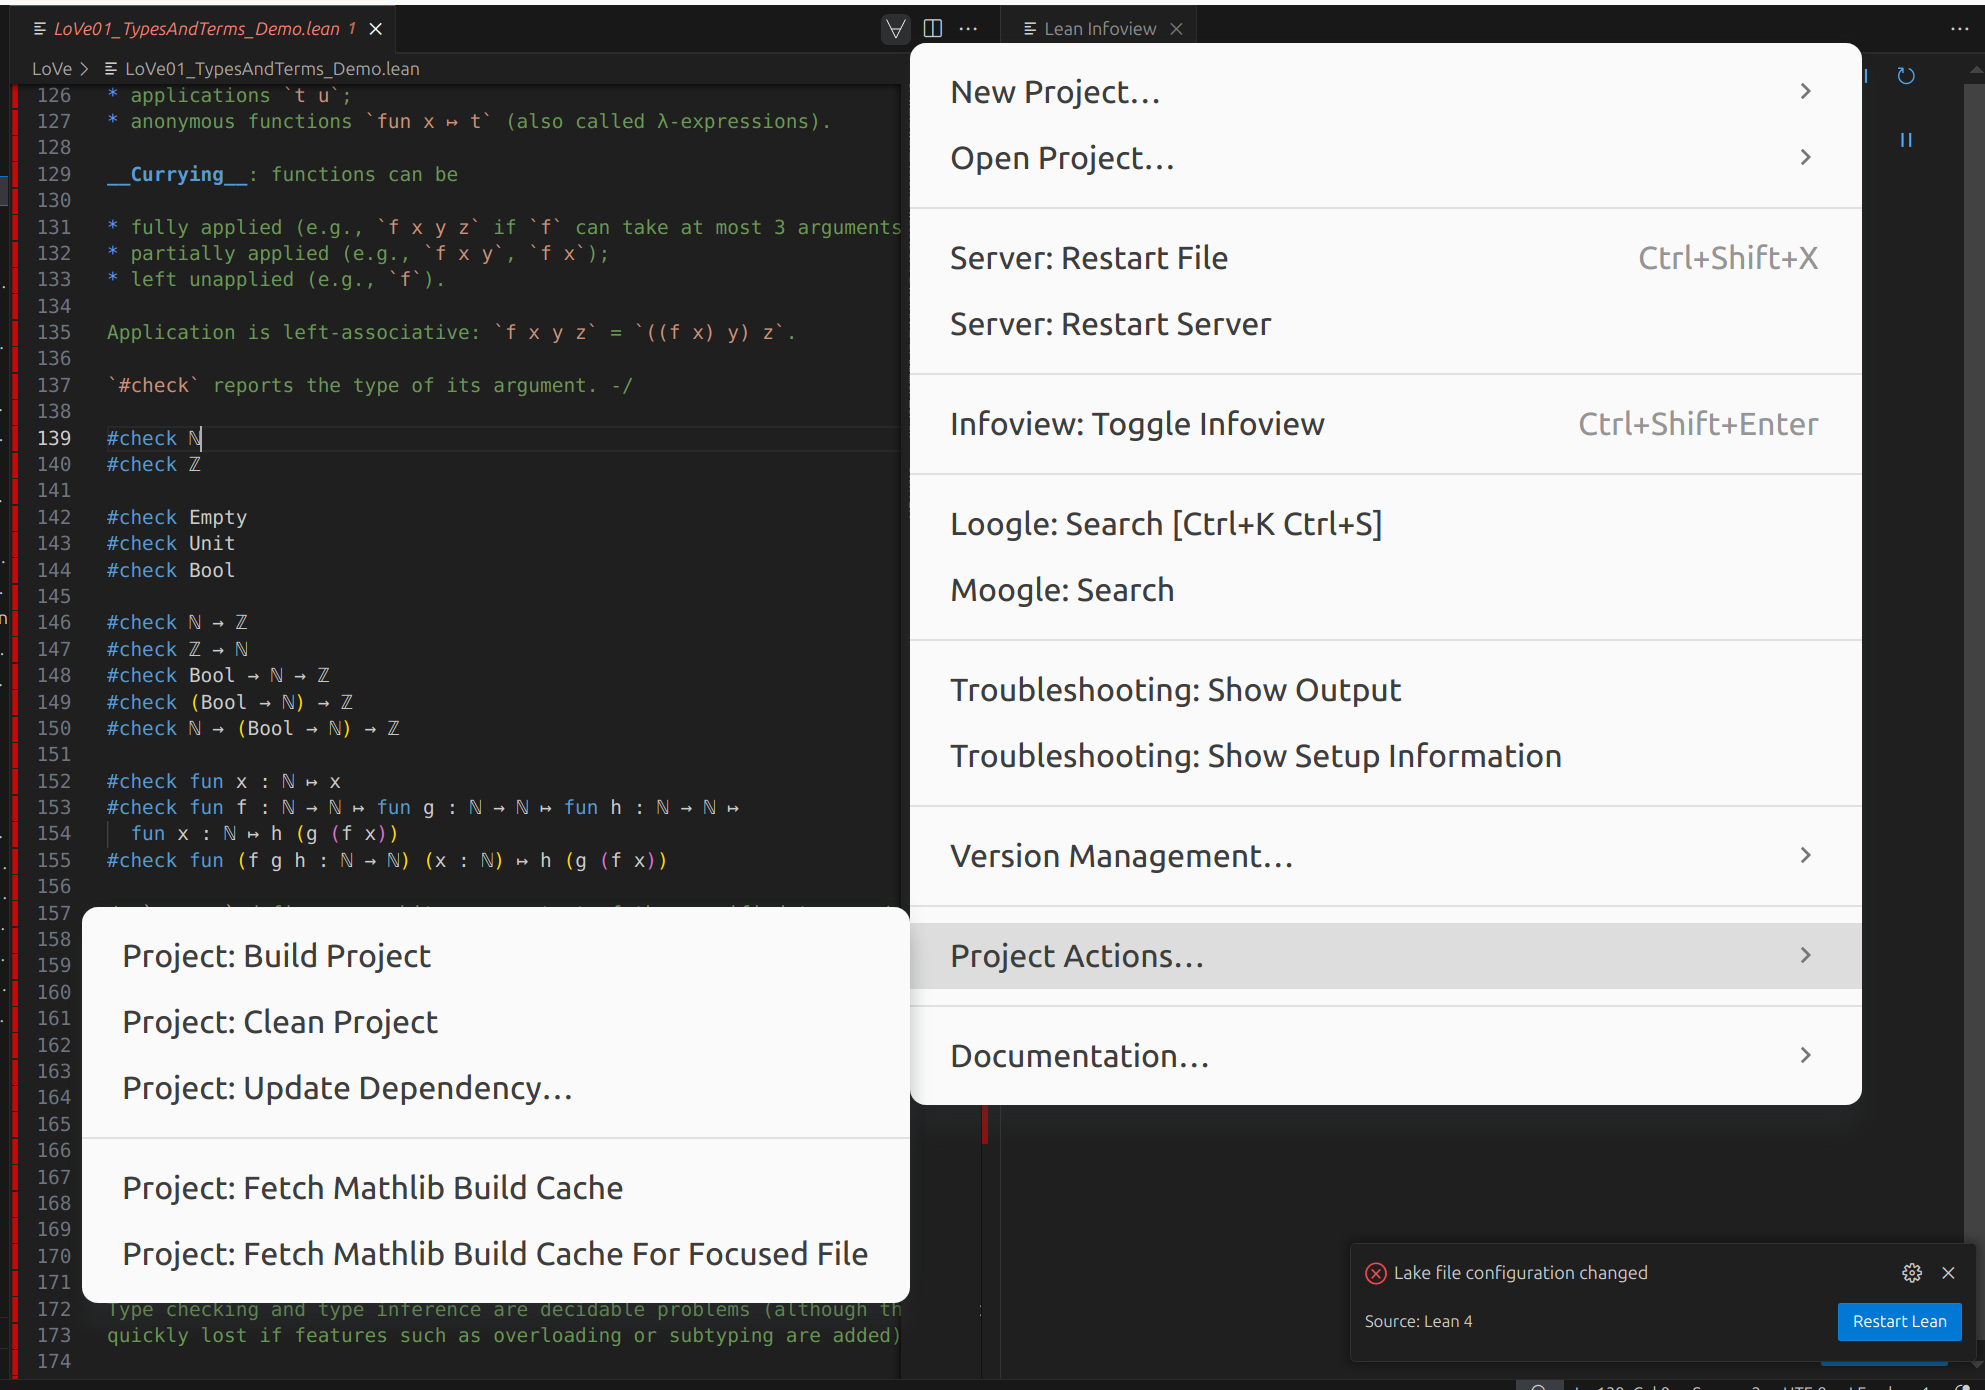 LoVe01_TypesAndTerms_Demo.lean 1
Lean Infoview
LoVe > LoVe01_TypesAndTerms_Demo.lean
126 * applications `t u`;
127 * anonymous functions `fun x ↦ t` (also called λ-expressions).
128
129 __Currying__: functions can be
130
131 * fully applied (e.g., `f x y z` if `f` can take at most 3 arguments
132 * partially applied (e.g., `f x y`, `f x`);
133 * left unapplied (e.g., `f`).
134
135 Application is left-associative: `f x y z` = `((f x) y) z`.
136
137 `#check` reports the type of its argument. -/
138
139 #check ℕ
140 #check ℤ
141
142 #check Empty
143 #check Unit
144 #check Bool
145
146 #check ℕ → ℤ
147 #check ℤ → ℕ
148 #check Bool → ℕ → ℤ
149 #check (Bool → ℕ) → ℤ
150 #check ℕ → (Bool → ℕ) → ℤ
151
152 #check fun x : ℕ ↦ x
153 #check fun f : ℕ → ℕ ↦ fun g : ℕ → ℕ ↦ fun h : ℕ → ℕ ↦
154 fun x : ℕ ↦ h (g (f x))
155 #check fun (f g h : ℕ → ℕ) (x : ℕ) ↦ h (g (f x))
156
157
158
159
160
161
162
163
164
165
166
167
168
169
170
171
172 Type checking and type inference are decidable problems (although th
173 quickly lost if features such as overloading or subtyping are added)
174
New Project...
Open Project...
Server: Restart File Ctrl+Shift+X
Server: Restart Server
Infoview: Toggle Infoview Ctrl+Shift+Enter
Loogle: Search [Ctrl+K Ctrl+S]
Moogle: Search
Troubleshooting: Show Output
Troubleshooting: Show Setup Information
Version Management...
Project Actions...
Documentation...
Project: Build Project
Project: Clean Project
Project: Update Dependency...
Project: Fetch Mathlib Build Cache
Project: Fetch Mathlib Build Cache For Focused File
Lake file configuration changed
Source: Lean 4
Restart Lean